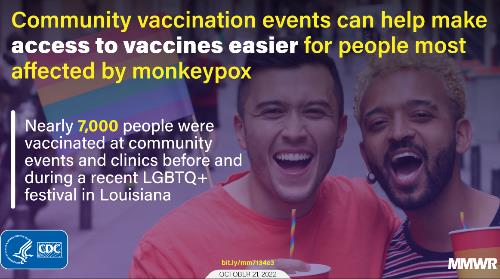 Community vaccination events can help make
access to vaccines easier for people most
affected by monkeypox
Nearly 7,000 people were
vaccinated at community
events and clinics before and
during a recent LGBTQ+
festival in Louisiana
CDC
bit.ly/mm7134e3
OCTOBER 21, 2022
MMWR